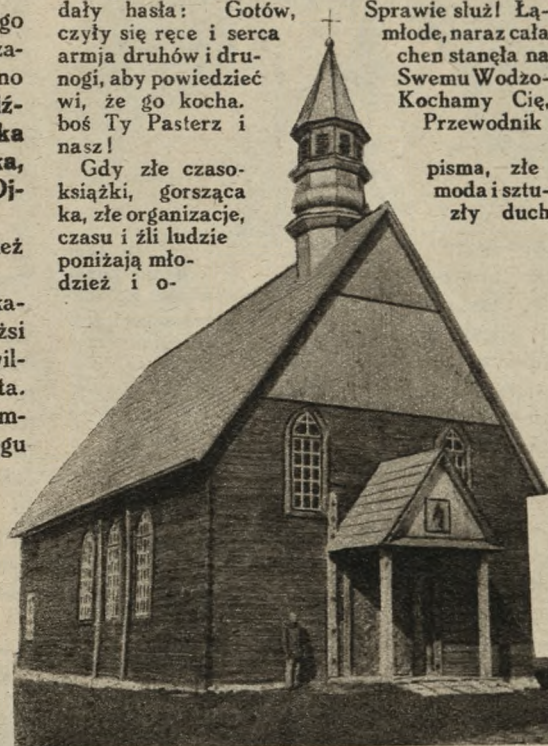 go
za-
no
dź-
ka
ka,
Oj-
eż
ka-
żsi
wil-
ta.
m-
gu
dały hasła: Gotów, Sprawie służ! Łą-
czyły się ręce i serca młode, naraz cała
armja druhów i dru- chen stanęła na
nogi, aby powiedzieć Swemu Wodzo-
wi, że go kocha. Kochamy Cię,
boś Ty Pasterz i Przewodnik
nasz!
Gdy złe czaso- pisma, złe
książki, gorsząca moda i sztu-
ka, złe organizacje, zły duch
czasu i źli ludzie
poniżają mło-
dzież i o-